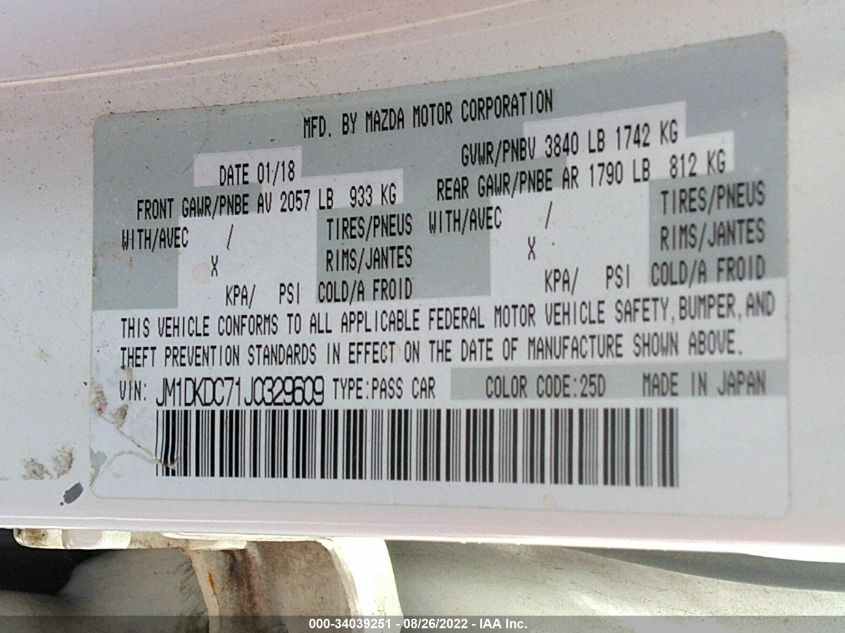 MFD. BY MAZDA MOTOR CORPORATION
DATE 01/18 GVWR/PNBV 3840 LB 1742 KG
FRONT GAWR/PNBE AV 2057 LB 933 KG REAR GAWR/PNBE AR 1790 LB 812 KG
WITH/AVEC / TIRES/PNEUS WITH/AVEC / TIRES/PNEUS
X RIMS/JANTES X RIMS/JANTES
KPA/ PSI COLD/A FROID KPA/ PSI COLD/A FROID
THIS VEHICLE CONFORMS TO ALL APPLICABLE FEDERAL MOTOR VEHICLE SAFETY, BUMPER, AND
THEFT PREVENTION STANDARDS IN EFFECT ON THE DATE OF MANUFACTURE SHOWN ABOVE.
VIN: JM1DKDC71J0329609 TYPE:PASS CAR COLOR CODE:25D MADE IN JAPAN
000-34039251 - 08/26/2022 - IAA Inc.